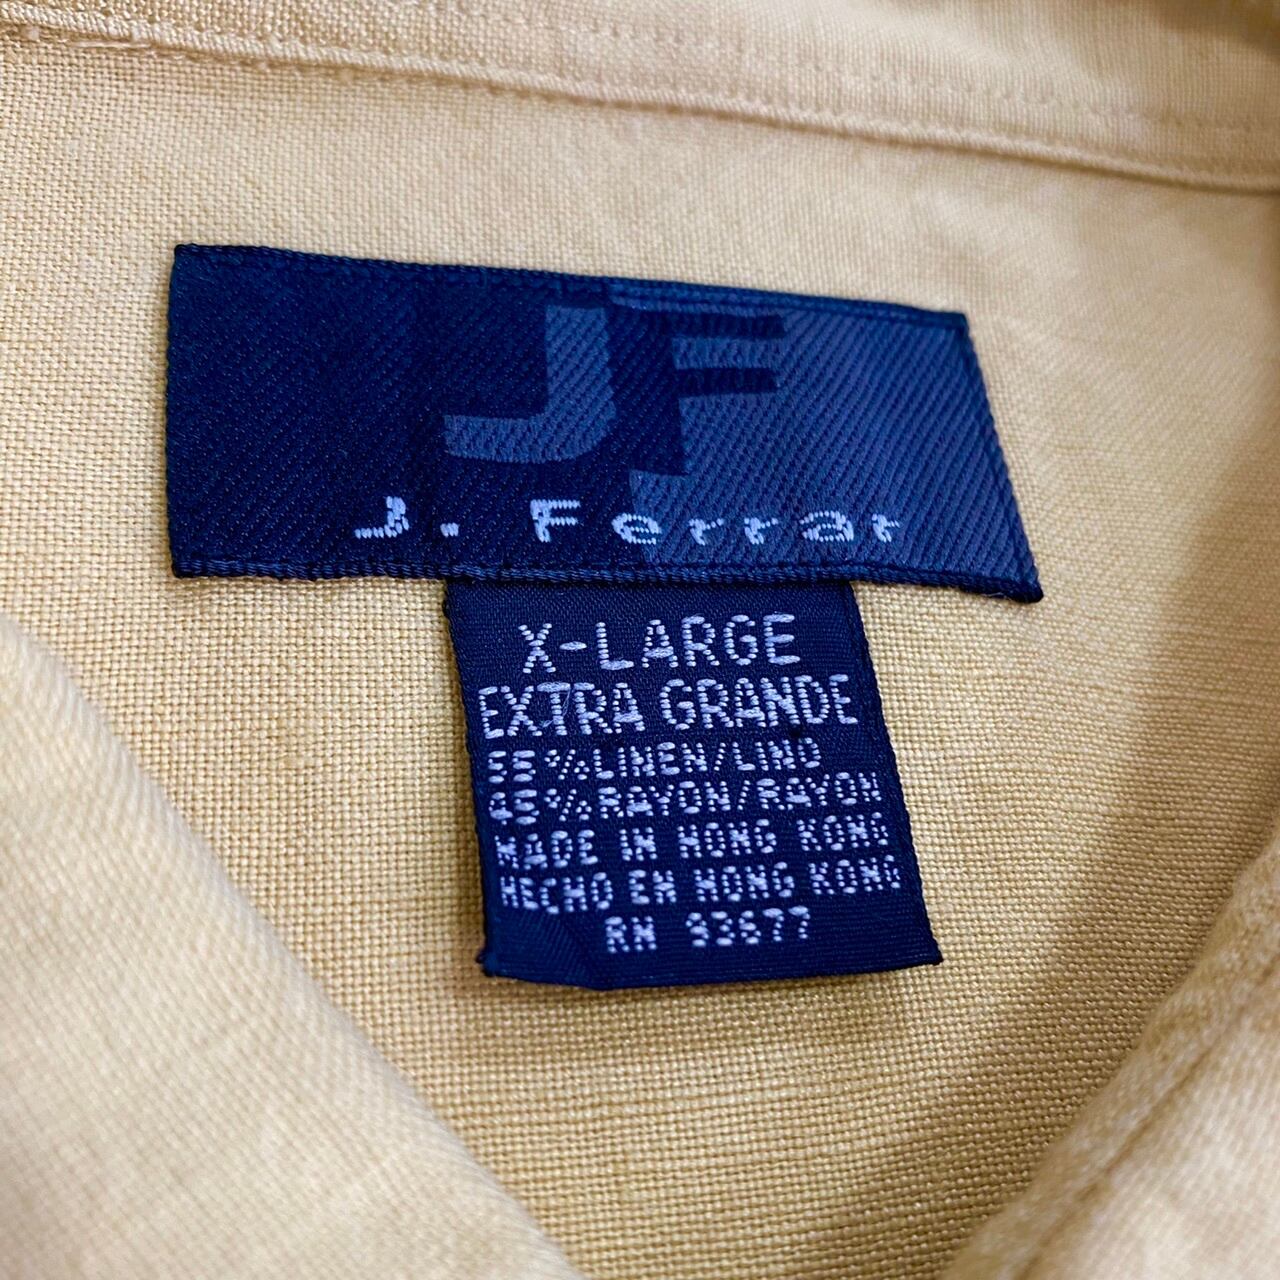 JF
J. Ferrar
X-LARGE
EXTRA GRANDE
55%LINEN/LINO
45%RAYON/RAYON
MADE IN HONG KONG
HECHO EN HONG KONG
RN 93677